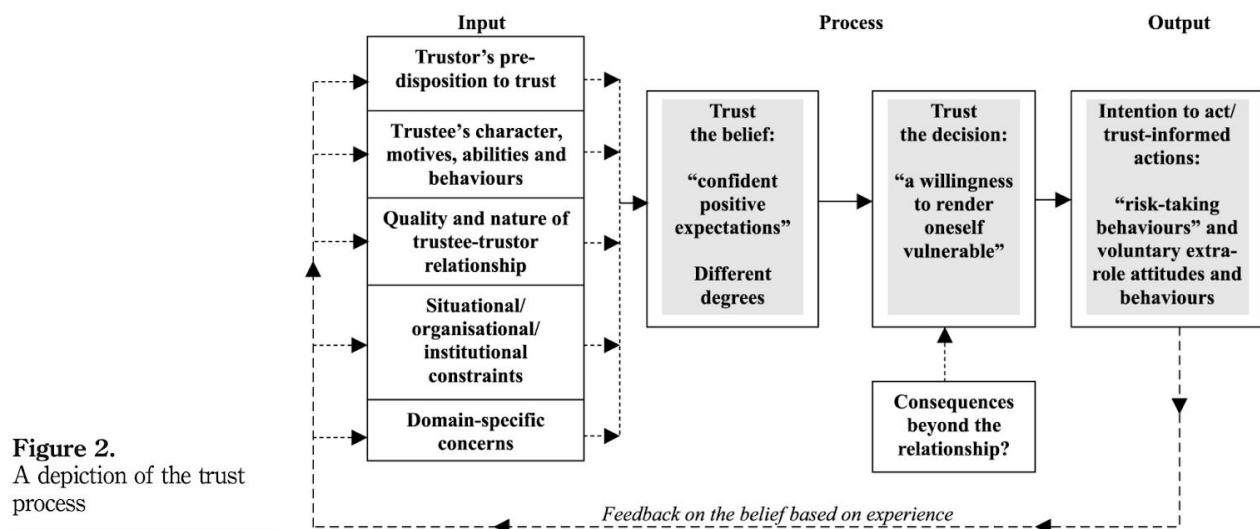 Input
Process
Output
Trustor's pre-
disposition to trust
Trustee's character,
motives, abilities and
behaviours
Quality and nature of
trustee-trustor
relationship
Situational/
organisational/
institutional
constraints
Domain-specific
concerns
Trust
the belief:
"confident
positive
expectations"
Different
degrees
Trust
the decision:
"a willingness
to render
oneself
vulnerable"
Consequences
beyond the
relationship?
Intention to act/
trust-informed
actions:
"risk-taking
behaviours" and
voluntary extra-
role attitudes and
behaviours
Feedback on the belief based on experience
Figure 2.
A depiction of the trust
process